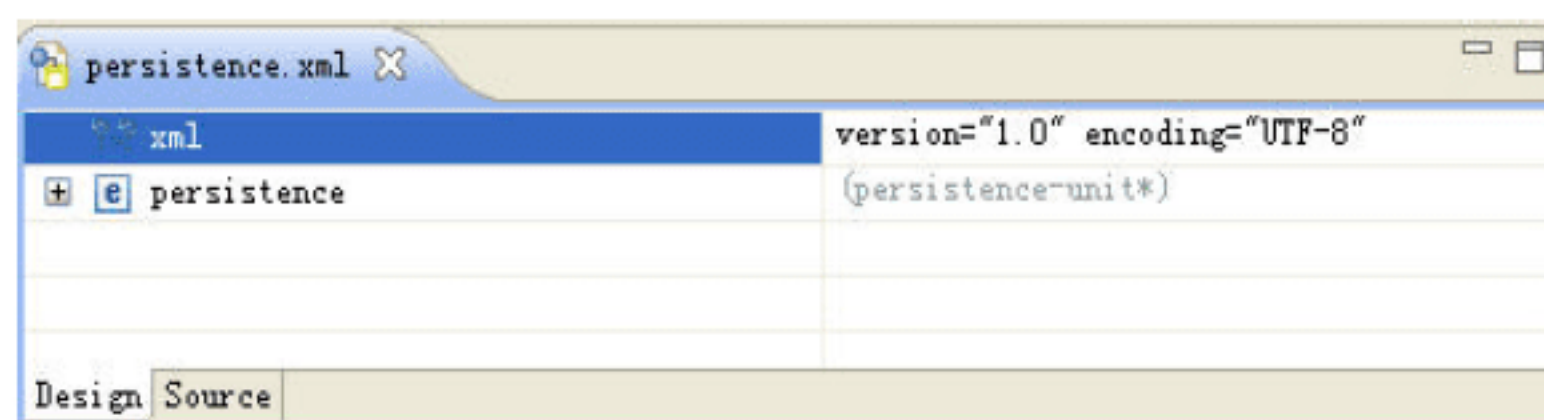 persistence.xml
xml version="1.0" encoding="UTF-8"
e persistence (persistence-unit*)
Design Source